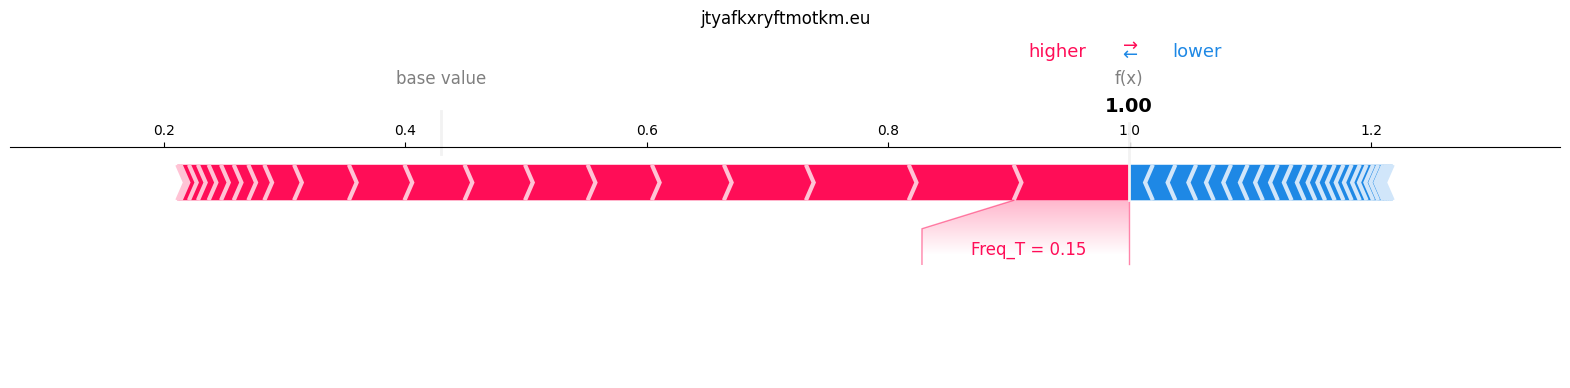 jtyafkxryftmotkm.eu
higher ⇄ lower
base value f(x)
1.00
0.2 0.4 0.6 0.8 1.0 1.2
Freq_T = 0.15